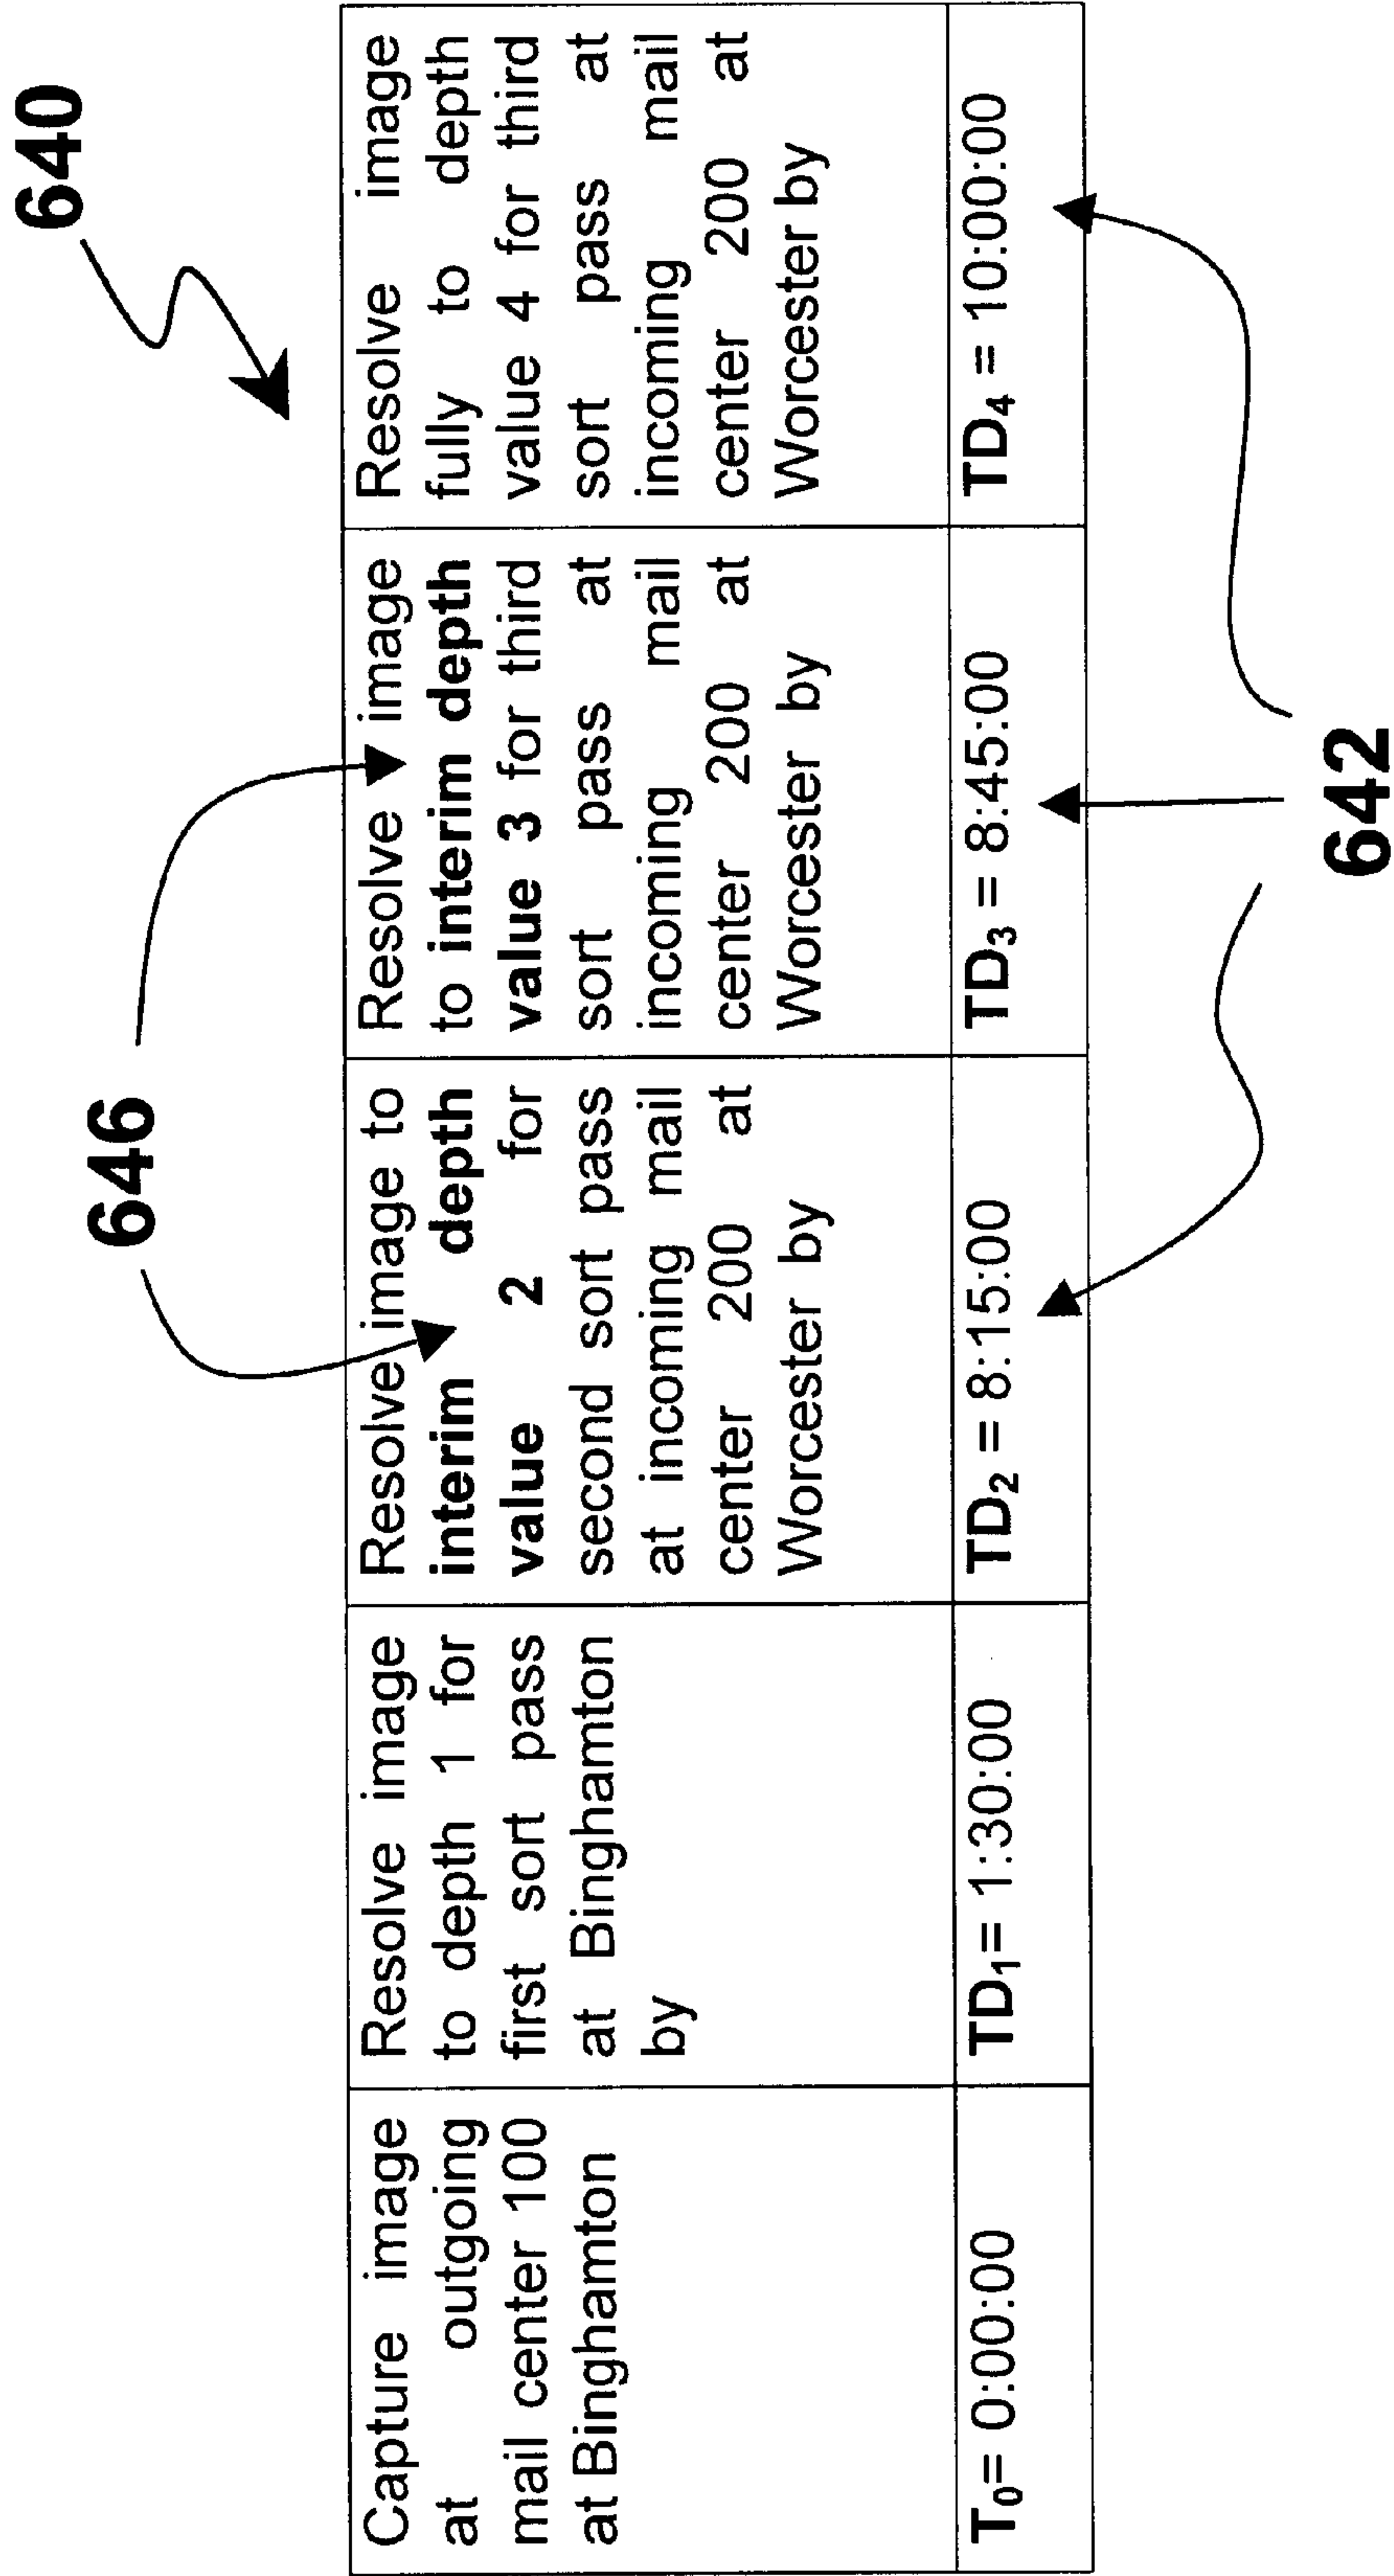 640
646
Capture image
at outgoing
mail center 100
at Binghamton
Resolve image
to depth 1 for
first sort pass
at Binghamton
by
Resolve image to
interim depth
value 2 for
second sort pass
at incoming mail
center 200 at
Worcester by
Resolve image
to interim depth
value 3 for third
sort pass at
incoming mail
center 200 at
Worcester by
Resolve image
fully to depth
value 4 for third
sort pass at
incoming mail
center 200 at
Worcester by
T₀= 0:00:00
TD₁= 1:30:00
TD₂ = 8:15:00
TD₃ = 8:45:00
TD₄ = 10:00:00
642